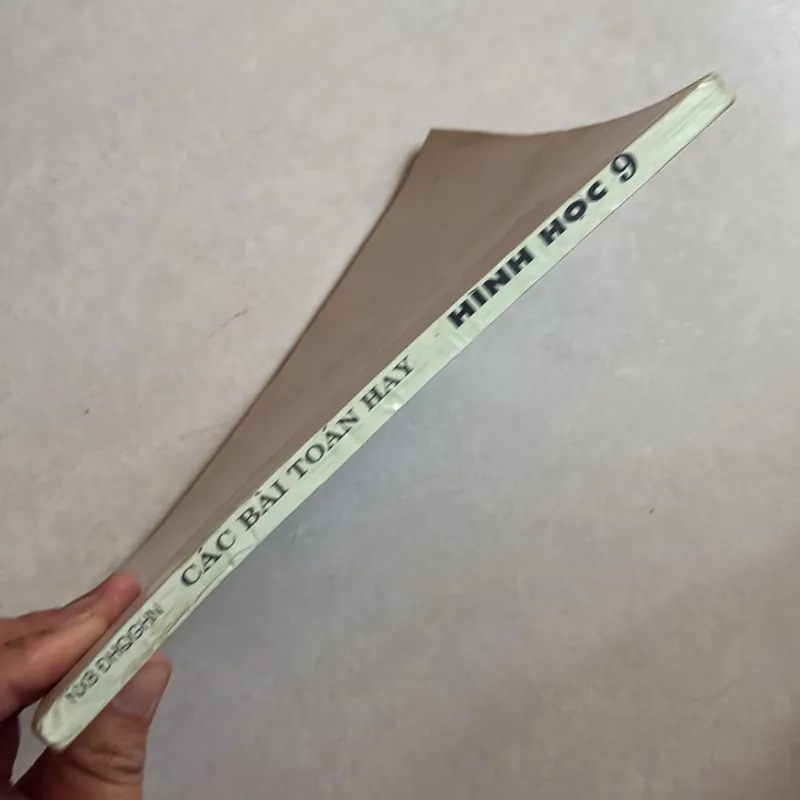 NXB ĐHQGHN
CÁC BÀI TOÁN HAY
HÌNH HỌC 9